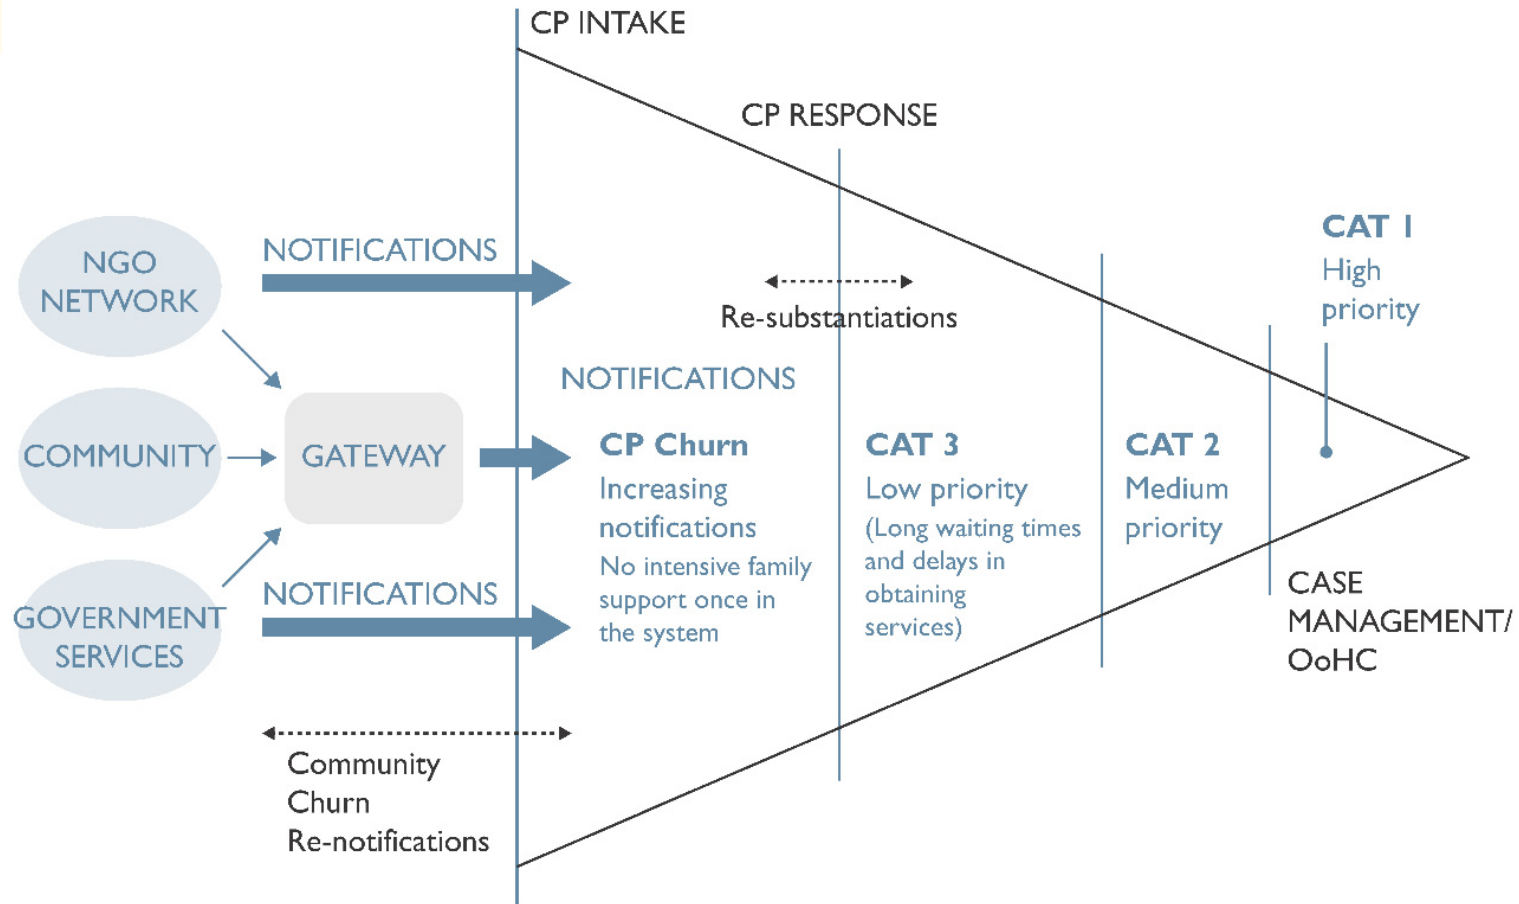 CP INTAKE
CP RESPONSE
CAT 1
High
priority
NGO
NETWORK
NOTIFICATIONS
Re-substantiations
NOTIFICATIONS
COMMUNITY
GATEWAY
CP Churn
Increasing
notifications
No intensive family
support once in
the system
CAT 3
Low priority
(Long waiting times
and delays in
obtaining
services)
CAT 2
Medium
priority
GOVERNMENT
SERVICES
NOTIFICATIONS
CASE
MANAGEMENT/
OoHC
Community
Churn
Re-notifications